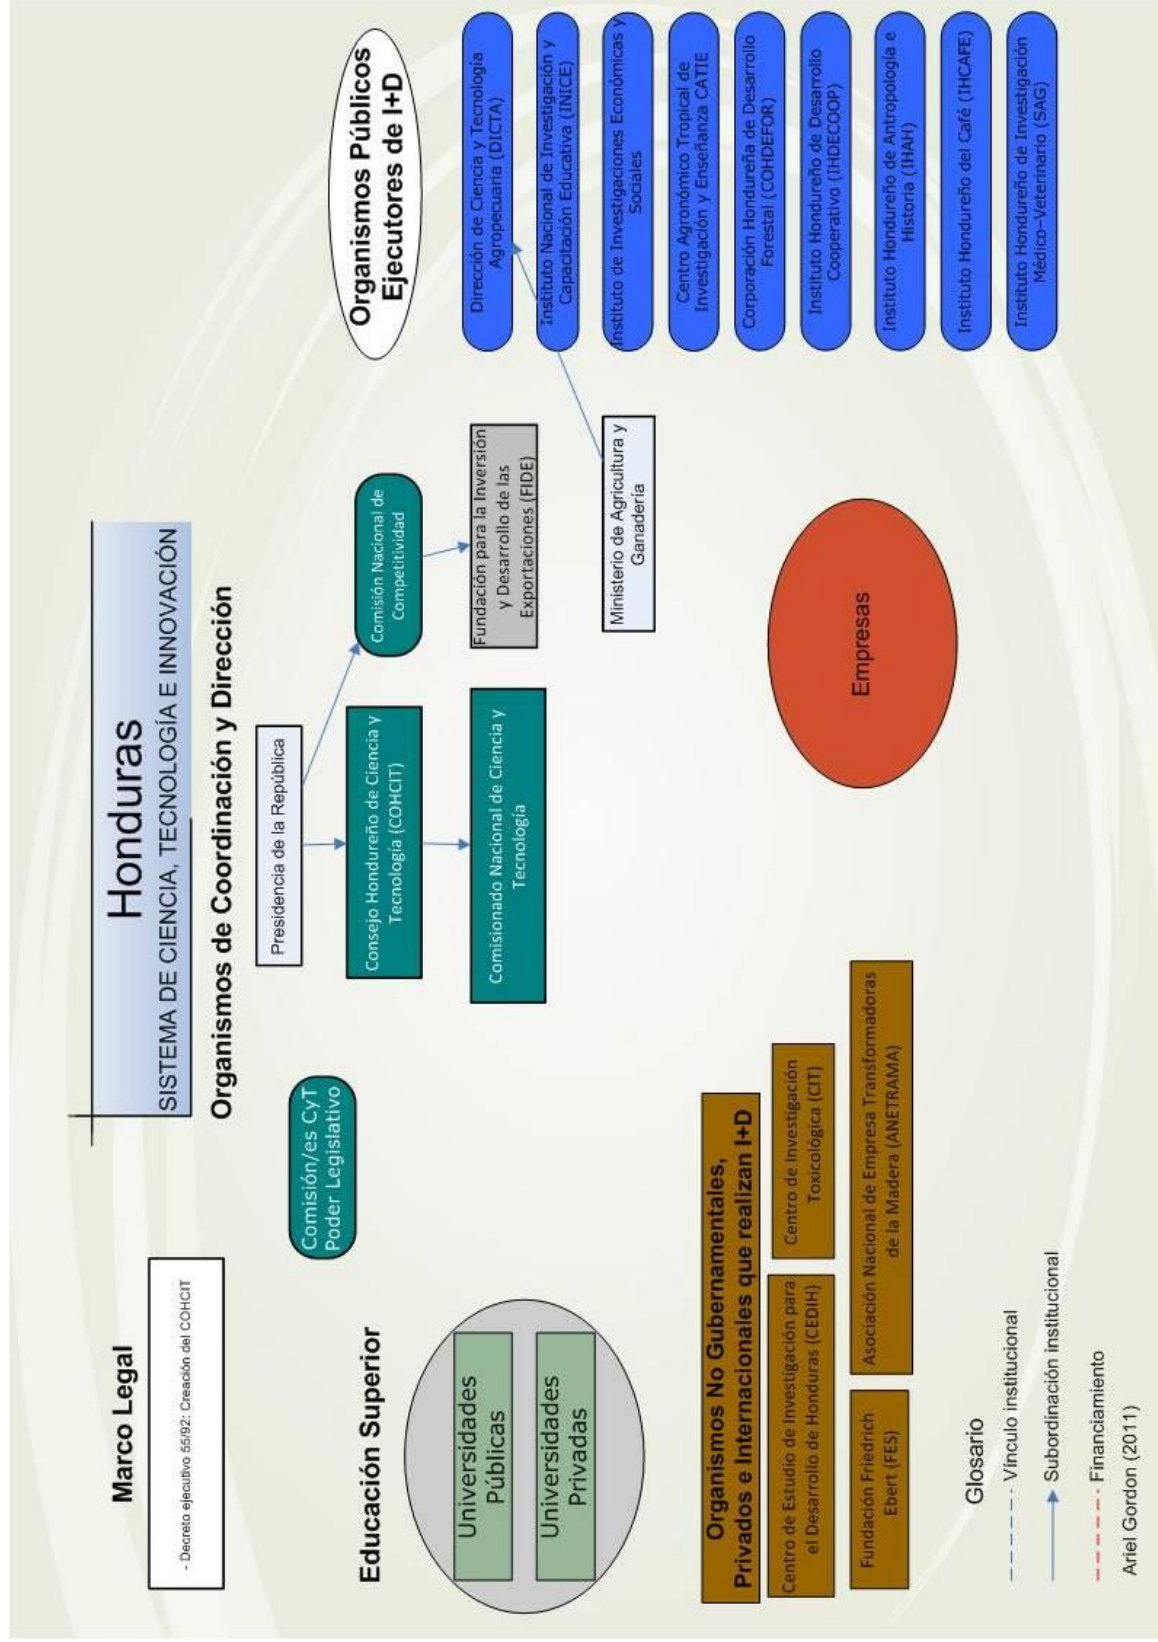 Honduras
SISTEMA DE CIENCIA, TECNOLOGÍA E INNOVACIÓN
Marco Legal
- Decreto ejecutivo 55/92: Creación del COHCIT
Organismos de Coordinación y Dirección
Comisión/es CyT
Poder Legislativo
Presidencia de la República
Consejo Hondureño de Ciencia y
Tecnología (COHCIT)
Comisión Nacional de
Competitividad
Comisionado Nacional de Ciencia y
Tecnología
Fundación para la Inversión
y Desarrollo de las
Exportaciones (FIDE)
Ministerio de Agricultura y
Ganadería
Organismos Públicos
Ejecutores de I+D
Dirección de Ciencia y Tecnología
Agropecuaria (DICTA)
Instituto Nacional de Investigación y
Capacitación Educativa (INICE)
Instituto de Investigaciones Económicas y
Sociales
Centro Agronómico Tropical de
Investigación y Enseñanza CATIE
Corporación Hondureña de Desarrollo
Forestal (COHDEFOR)
Instituto Hondureño de Desarrollo
Cooperativo (IHDECOOP)
Instituto Hondureño de Antropología e
Historia (IHAH)
Instituto Hondureño del Café (IHCAFE)
Instituto Hondureño de Investigación
Médico–Veterinario (SAG)
Educación Superior
Universidades
Públicas
Universidades
Privadas
Empresas
Organismos No Gubernamentales,
Privados e Internacionales que realizan I+D
Centro de Estudio de Investigación para
el Desarrollo de Honduras (CEDIH)
Centro de Investigación
Toxicológica (CIT)
Fundación Friedrich
Ebert (FES)
Asociación Nacional de Empresa Transformadoras
de la Madera (ANETRAMA)
Glosario
Vínculo institucional
Subordinación institucional
Financiamiento
Ariel Gordon (2011)